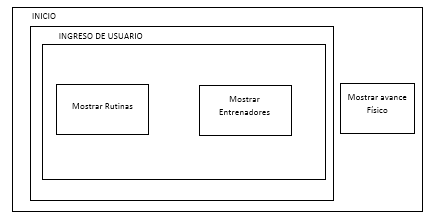 INICIO
INGRESO DE USUARIO
Mostrar Rutinas
Mostrar
Entrenadores
Mostrar avance
Físico